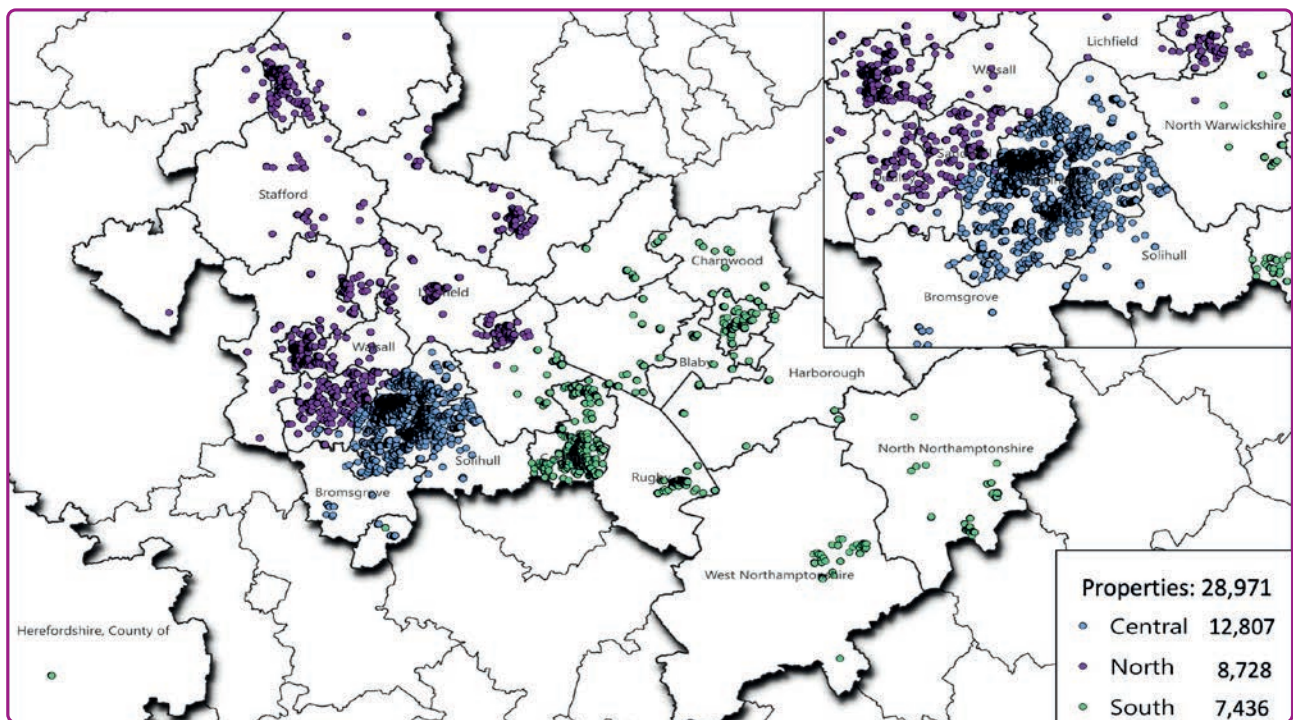 Stafford
Charnwood
Lichfield
Walsall
Blaby
Harborough
Solihull
North Northamptonshire
Rugby
Bromsgrove
West Northamptonshire
Herefordshire, County of
Lichfield
Walsall
North Warwickshire
Solihull
Bromsgrove
Properties: 28,971
Central 12,807
North 8,728
South 7,436